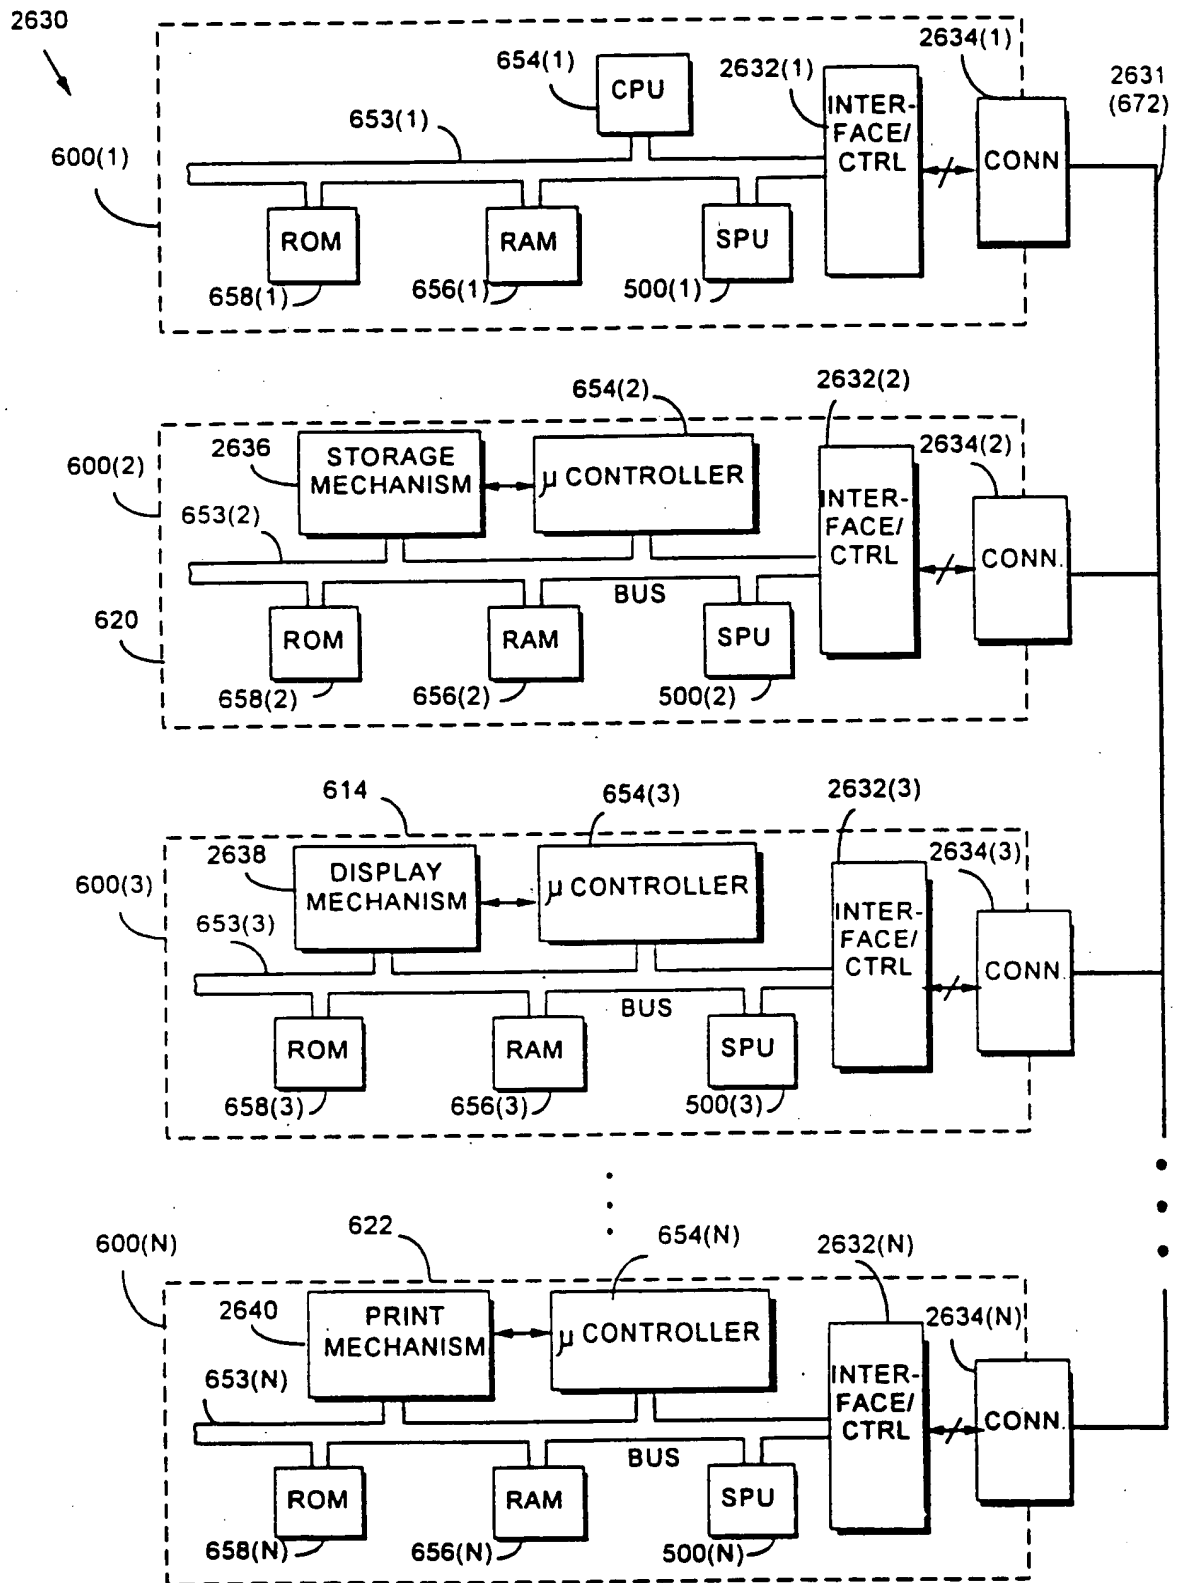 2630
2634(1)
654(1)
2632(1)
2631
(672)
CPU
INTER-
FACE/
CTRL
653(1)
600(1)
CONN
ROM
RAM
SPU
658(1)
656(1)
500(1)
654(2)
2632(2)
2636
STORAGE
MECHANISM
µ CONTROLLER
2634(2)
600(2)
INTER-
FACE/
CTRL
653(2)
CONN.
BUS
620
ROM
RAM
SPU
658(2)
656(2)
500(2)
614
654(3)
2632(3)
2638
DISPLAY
MECHANISM
µ CONTROLLER
2634(3)
600(3)
INTER-
FACE/
CTRL
653(3)
CONN.
BUS
ROM
RAM
SPU
658(3)
656(3)
500(3)
622
654(N)
600(N)
2632(N)
2640
PRINT
MECHANISM
µ CONTROLLER
2634(N)
653(N)
INTER-
FACE/
CTRL
CONN.
BUS
ROM
RAM
SPU
658(N)
656(N)
500(N)